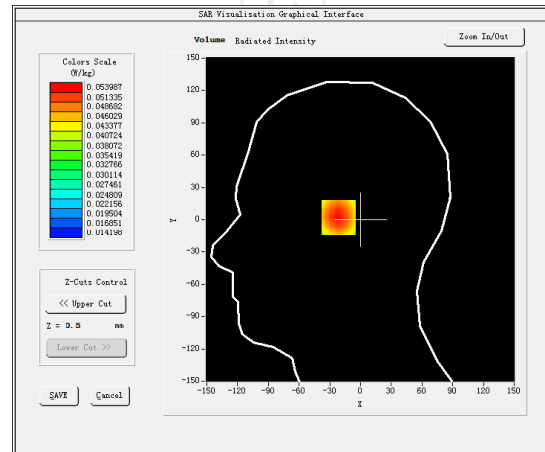 SAR Visualisation Graphical Interface
Volume Radiated Intensity
Zoom In/Out
Colors Scale
(W/kg)
0.053987
0.051335
0.048682
0.046029
0.043377
0.040724
0.038072
0.035419
0.032766
0.030114
0.027461
0.024809
0.022156
0.019504
0.016851
0.014198
Z-Cuts Control
<< Upper Cut
Z = 0.5 mm
Lower Cut >>
SAVE
Cancel
150
120
90
60
30
0
-30
-60
-90
-120
-150
Y
-150 -120 -90 -60 -30 0 30 60 90 120 150
X